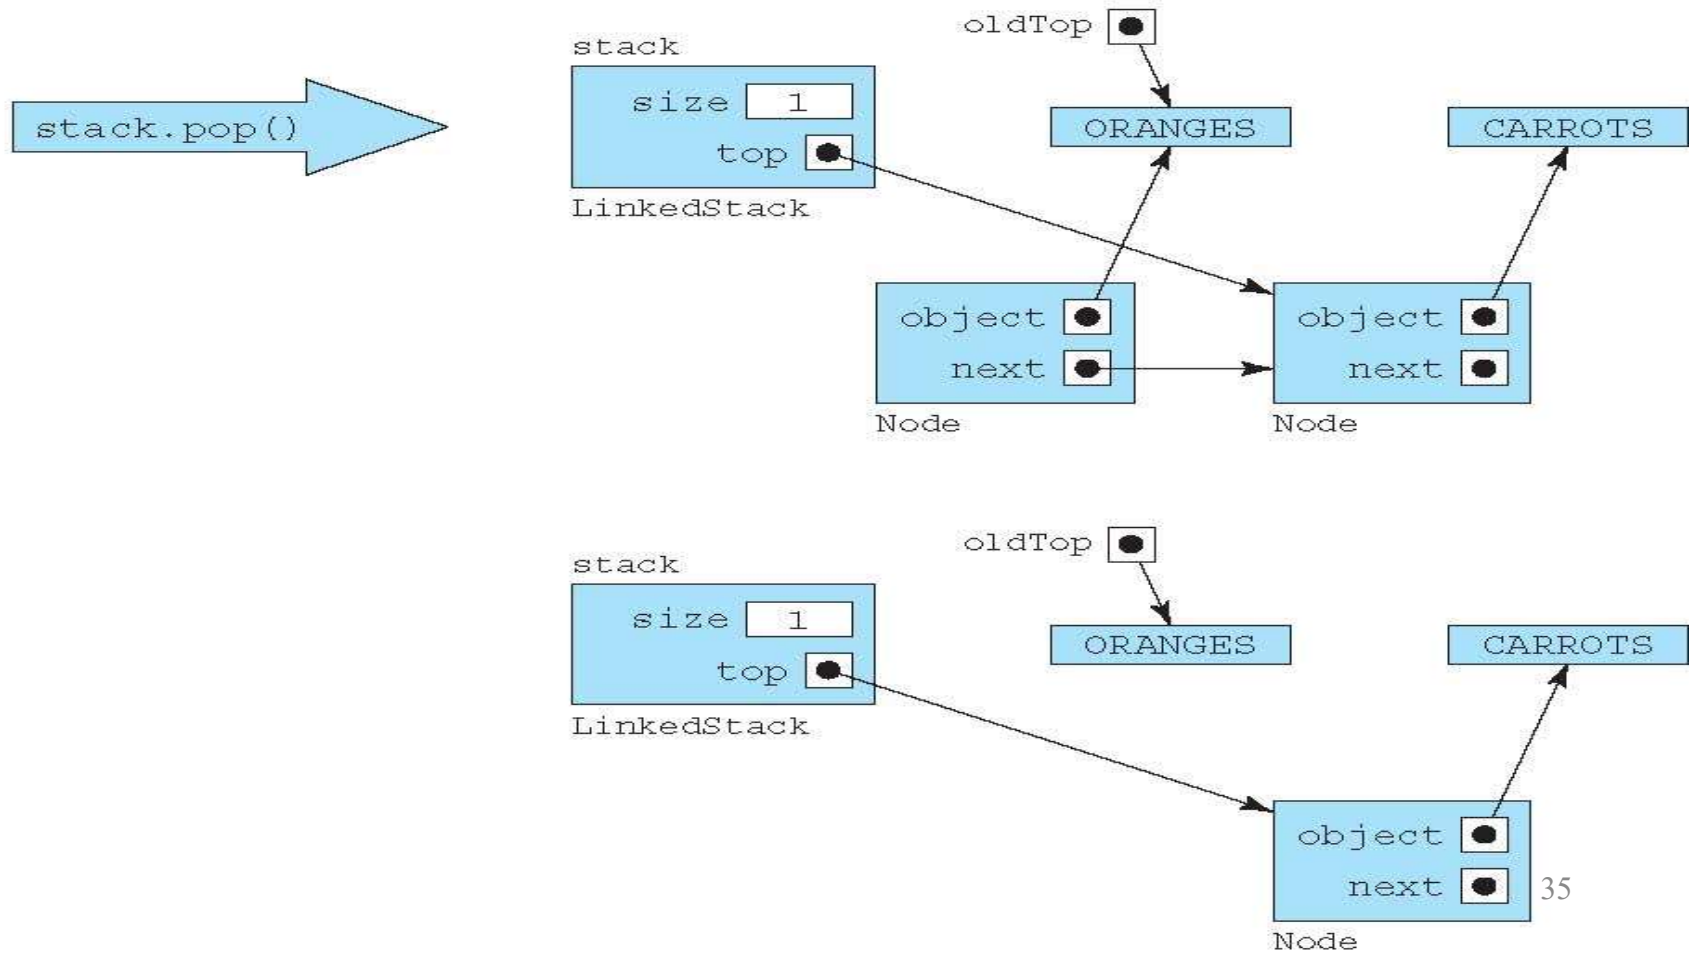 stack.pop()
stack
size 1
top
LinkedStack
oldTop
ORANGES
CARROTS
object
next
Node
object
next
Node
stack
size 1
top
LinkedStack
oldTop
ORANGES
CARROTS
object
next
Node
35